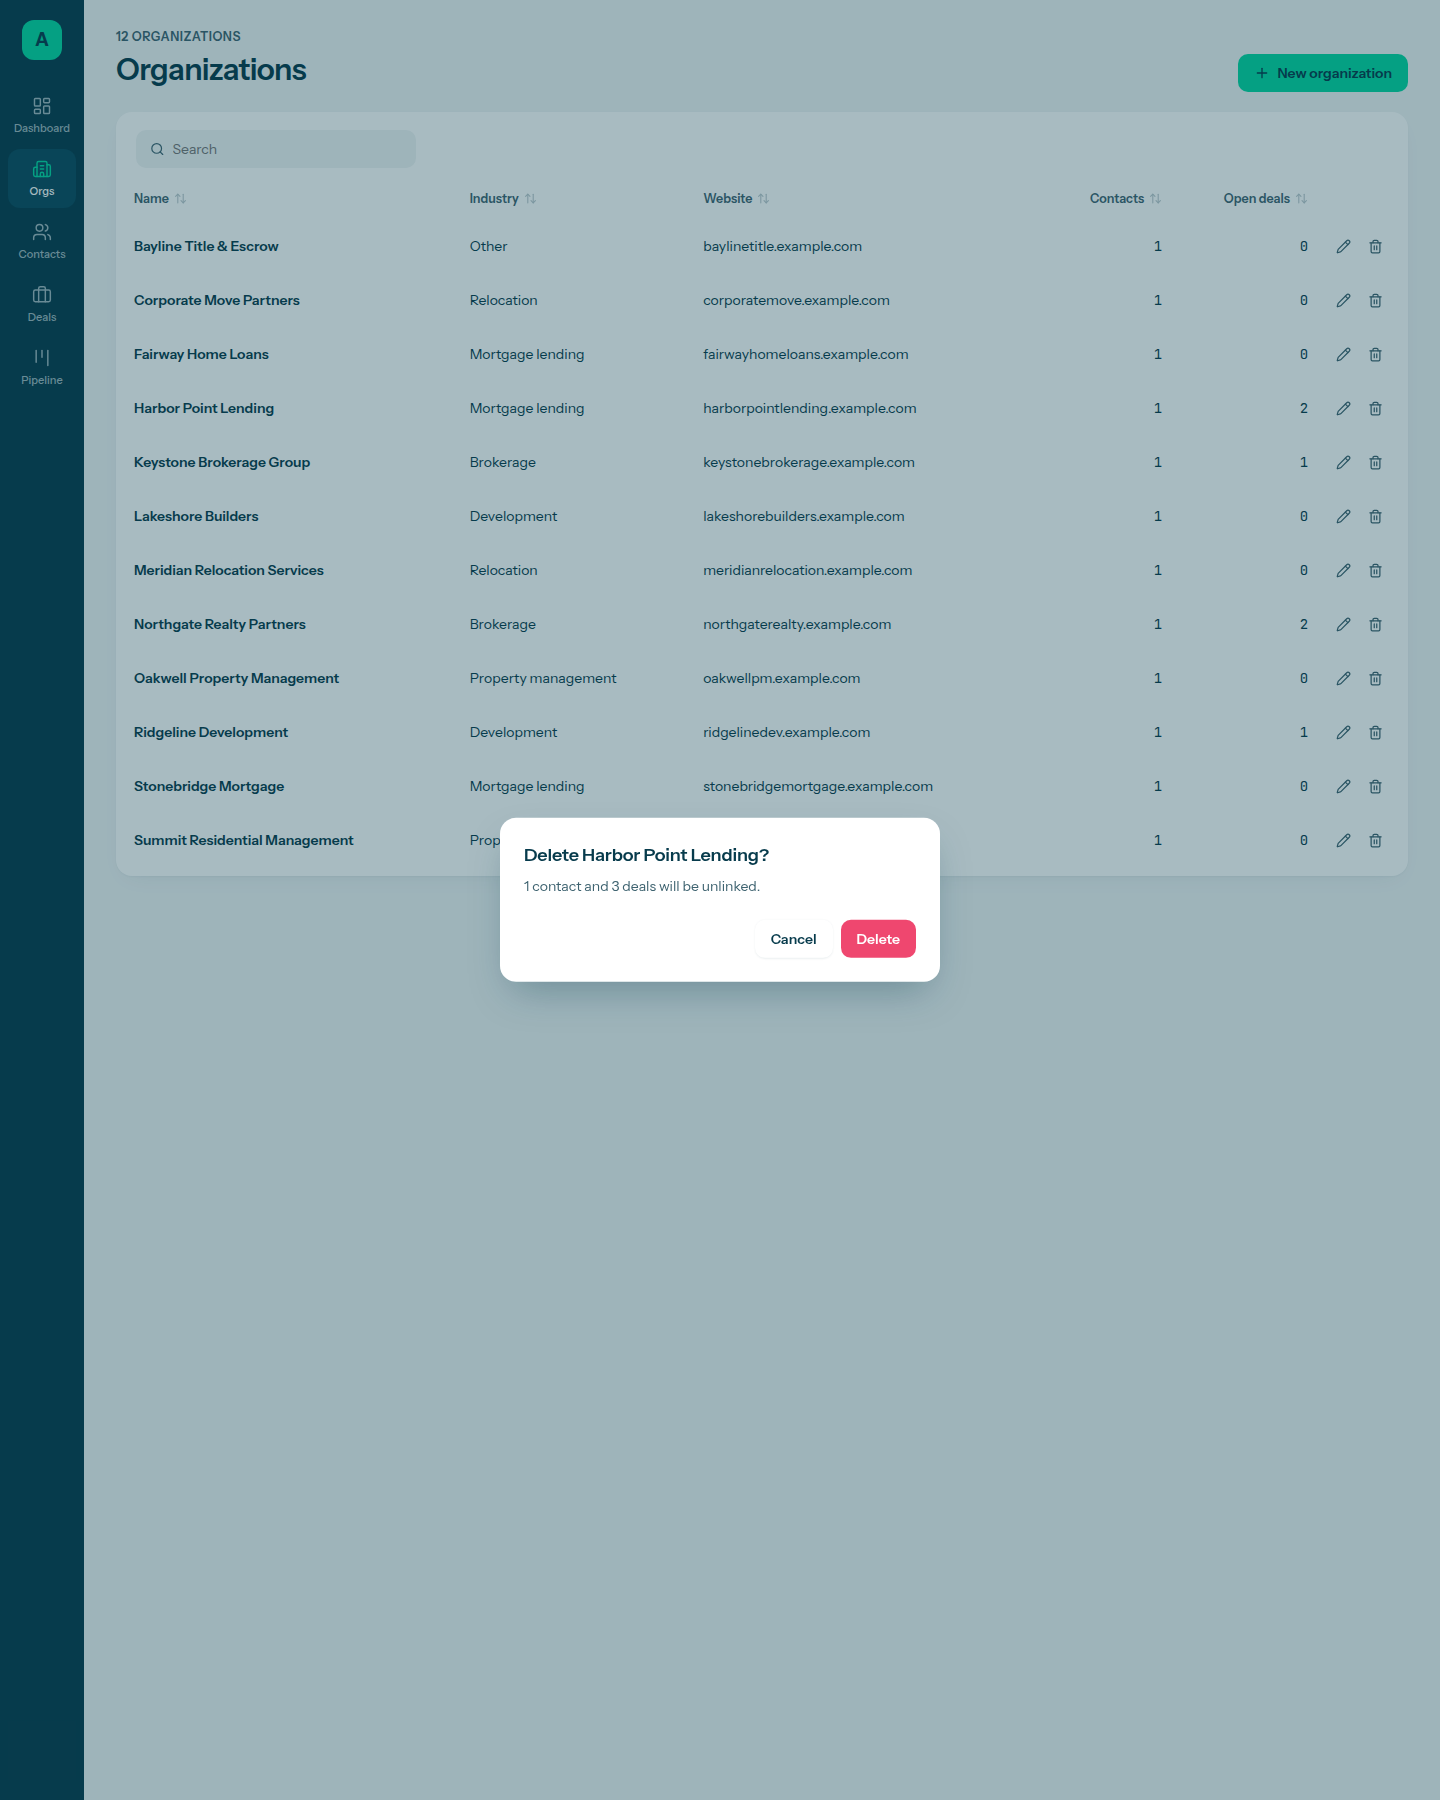 A
Dashboard
Orgs
Contacts
Deals
Pipeline
12 ORGANIZATIONS
Organizations
New organization
Search
Name Industry Website Contacts Open deals
Bayline Title & Escrow Other baylinetitle.example.com 1 0
Corporate Move Partners Relocation corporatemove.example.com 1 0
Fairway Home Loans Mortgage lending fairwayhomeloans.example.com 1 0
Harbor Point Lending Mortgage lending harborpointlending.example.com 1 2
Keystone Brokerage Group Brokerage keystonebrokerage.example.com 1 1
Lakeshore Builders Development lakeshorebuilders.example.com 1 0
Meridian Relocation Services Relocation meridianrelocation.example.com 1 0
Northgate Realty Partners Brokerage northgaterealty.example.com 1 2
Oakwell Property Management Property management oakwellpm.example.com 1 0
Ridgeline Development Development ridgelinedev.example.com 1 1
Stonebridge Mortgage Mortgage lending stonebridgemortgage.example.com 1 0
Summit Residential Management Prop 1 0
Delete Harbor Point Lending?
1 contact and 3 deals will be unlinked.
Cancel Delete